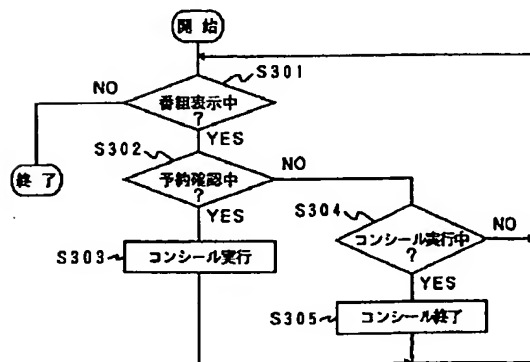 開始
S301
NO
番組表示中
?
YES
S302
終了
NO
予約確認中
?
YES
S304
S303
コンシール実行
コンシール実行中
?
NO
YES
S305
コンシール終了